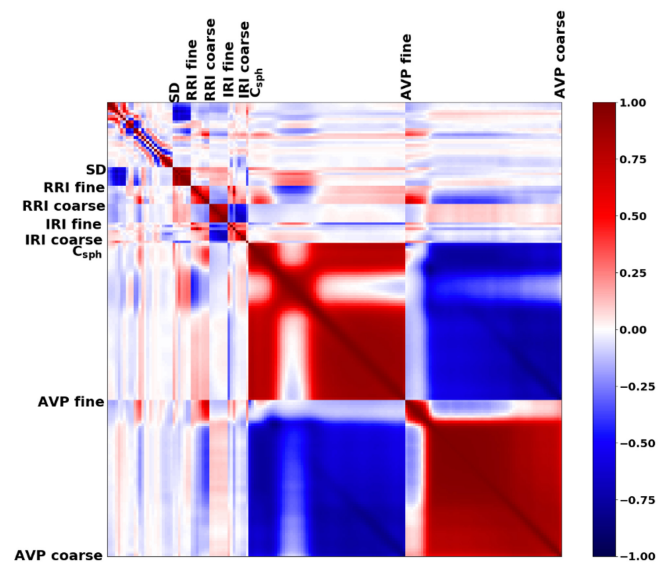 SD
RRI fine
RRI coarse
IRI fine
IRI coarse
Csph
AVP fine
AVP coarse
SD
RRI fine
RRI coarse
IRI fine
IRI coarse
Csph
AVP fine
AVP coarse
1.00
0.75
0.50
0.25
0.00
−0.25
−0.50
−0.75
−1.00